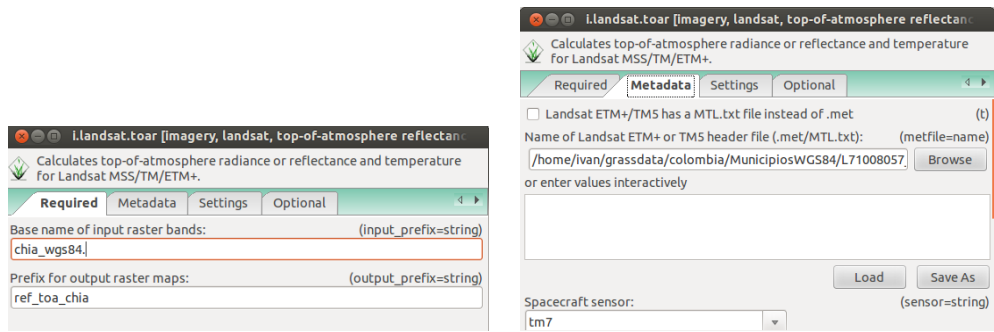 i.landsat.toar [imagery, landsat, top-of-atmosphere reflectanc
Calculates top-of-atmosphere radiance or reflectance and temperature
for Landsat MSS/TM/ETM+.
Required Metadata Settings Optional
Base name of input raster bands: (input_prefix=string)
chia_wgs84.
Prefix for output raster maps: (output_prefix=string)
ref_toa_chia
i.landsat.toar [imagery, landsat, top-of-atmosphere reflectanc
Calculates top-of-atmosphere radiance or reflectance and temperature
for Landsat MSS/TM/ETM+.
Required Metadata Settings Optional
Landsat ETM+/TM5 has a MTL.txt file instead of .met (t)
Name of Landsat ETM+ or TM5 header file (.met/MTL.txt): (metfile=name)
/home/ivan/grassdata/colombia/MunicipiosWGS84/L71008057_ Browse
or enter values interactively
Load Save As
Spacecraft sensor: (sensor=string)
tm7